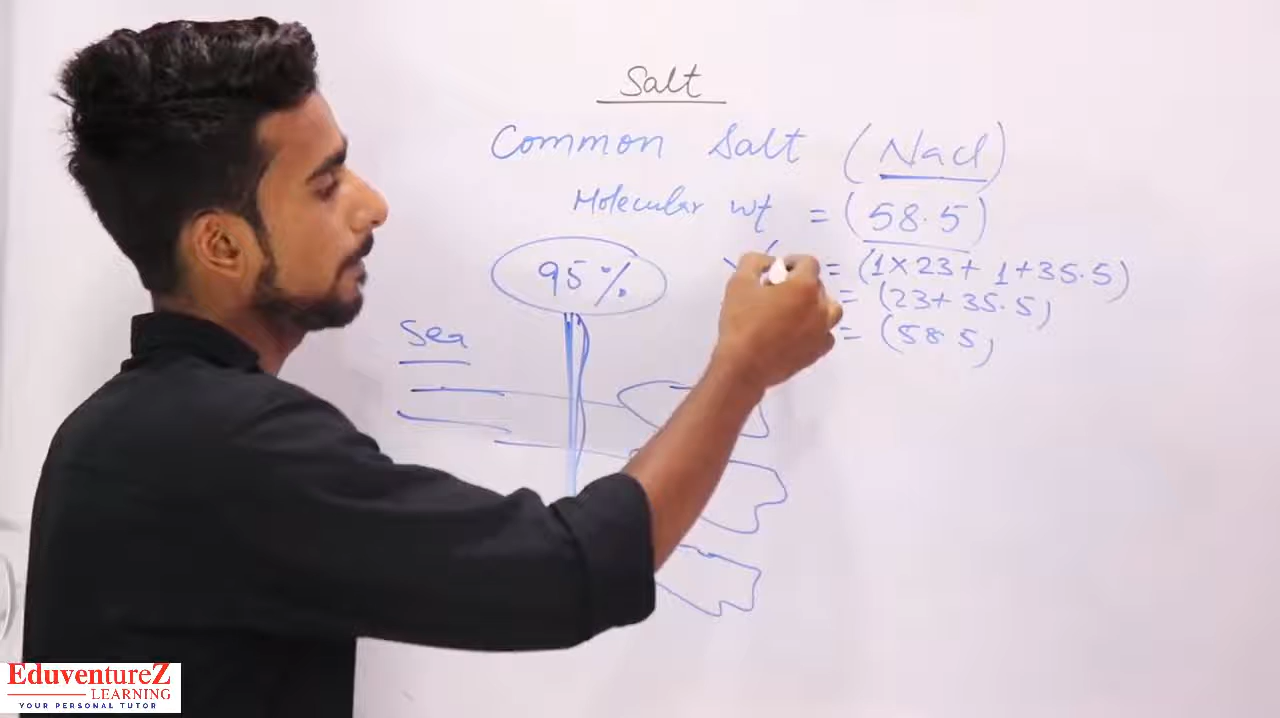 Salt
Common Salt (Nacl)
Molecular wt = (58.5)
95%
= (1×23+ 1+35.5)
= (23+ 35.5)
= (58.5)
Sea
EduventureZ
LEARNING
YOUR PERSONAL TUTOR